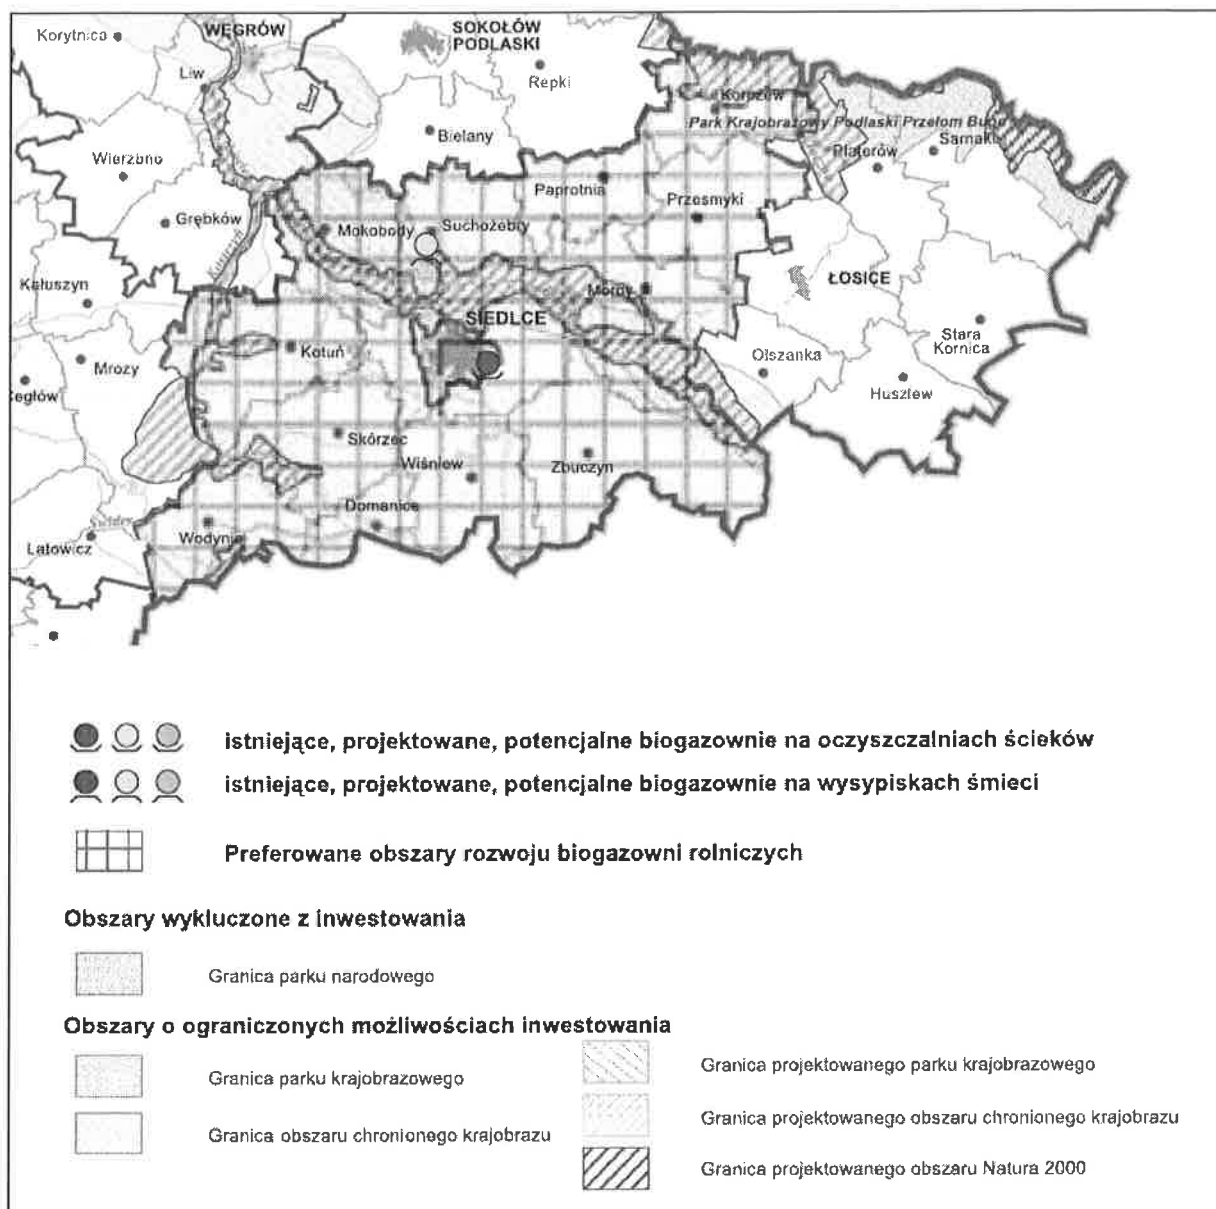 WĘGRÓW
SOKOŁÓW
PODLASKI
Korytnica
Liw
Repki
Bielany
Korczew
Park Krajobrazowy Podlaski Przełom Bugu
Sarnaki
Platerów
Wierzbno
Paprotnia
Przesmyki
Grębków
Mokobody
Suchożebry
Kałuszyn
Mordy
ŁOSICE
SIEDLCE
Stara
Kornica
Kotuń
Mrozy
Olszanka
Cegłów
Huszlew
Skórzec
Wiśniew
Zbuczyn
Domanice
Wodynie
Latowicz
istniejące, projektowane, potencjalne biogazownie na oczyszczalniach ścieków
istniejące, projektowane, potencjalne biogazownie na wysypiskach śmieci
Preferowane obszary rozwoju biogazowni rolniczych
Obszary wykluczone z inwestowania
Granica parku narodowego
Obszary o ograniczonych możliwościach inwestowania
Granica parku krajobrazowego
Granica obszaru chronionego krajobrazu
Granica projektowanego parku krajobrazowego
Granica projektowanego obszaru chronionego krajobrazu
Granica projektowanego obszaru Natura 2000